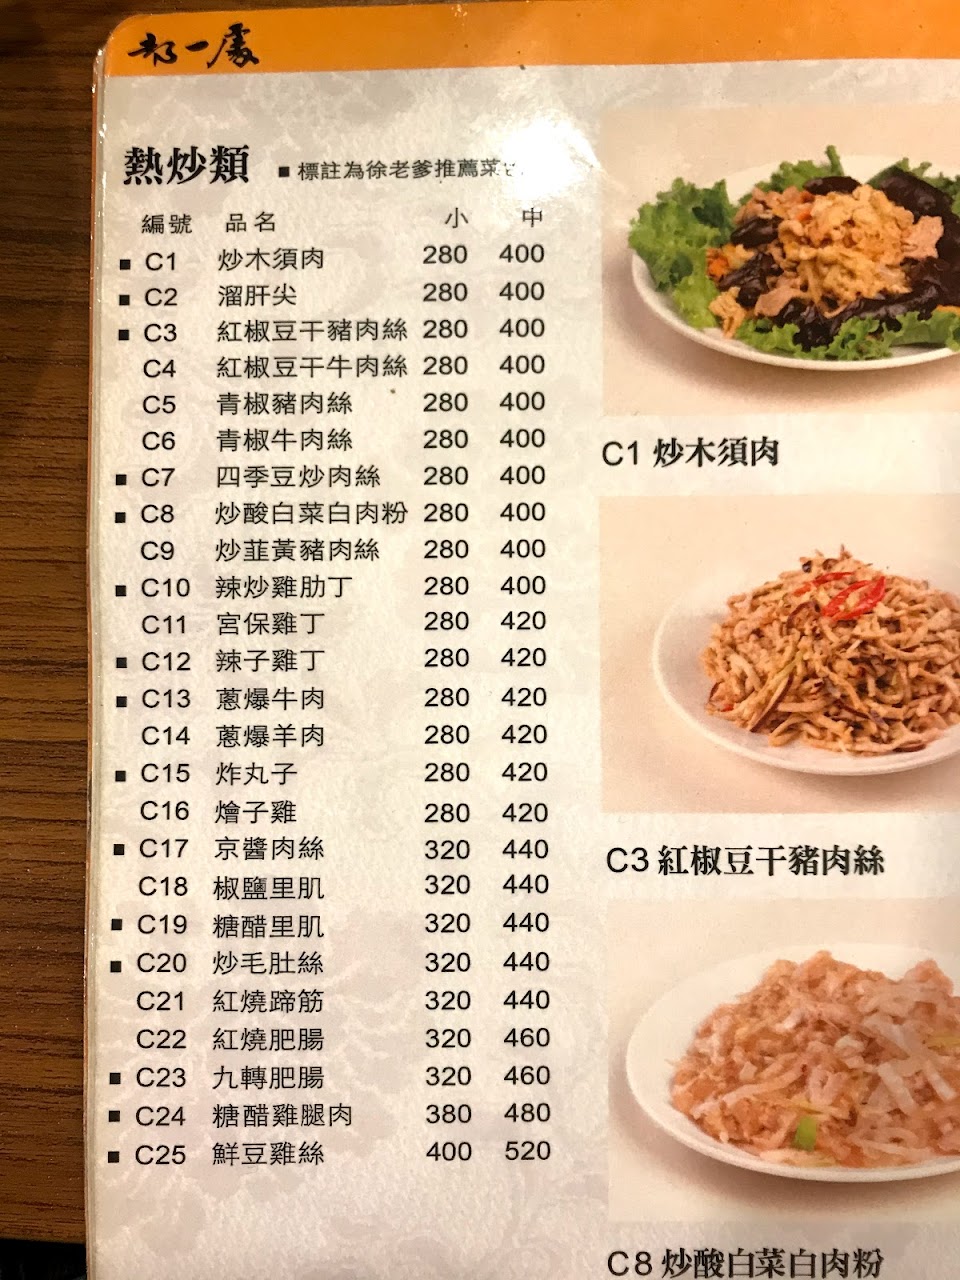 都一處
熱炒類 ■ 標註為徐老爹推薦菜
編號 品名 小 中
■ C1 炒木須肉 280 400
■ C2 溜肝尖 280 400
■ C3 紅椒豆干豬肉絲 280 400
C4 紅椒豆干牛肉絲 280 400
C5 青椒豬肉絲 280 400
C6 青椒牛肉絲 280 400
■ C7 四季豆炒肉絲 280 400
■ C8 炒酸白菜白肉粉 280 400
C9 炒韮黃豬肉絲 280 400
■ C10 辣炒雞肋丁 280 400
C11 宮保雞丁 280 420
■ C12 辣子雞丁 280 420
■ C13 蔥爆牛肉 280 420
C14 蔥爆羊肉 280 420
■ C15 炸丸子 280 420
C16 燴子雞 280 420
■ C17 京醬肉絲 320 440
C18 椒鹽里肌 320 440
■ C19 糖醋里肌 320 440
■ C20 炒毛肚絲 320 440
C21 紅燒蹄筋 320 440
C22 紅燒肥腸 320 460
■ C23 九轉肥腸 320 460
■ C24 糖醋雞腿肉 380 480
■ C25 鮮豆雞絲 400 520
C1 炒木須肉
C3 紅椒豆干豬肉絲
C8 炒酸白菜白肉粉